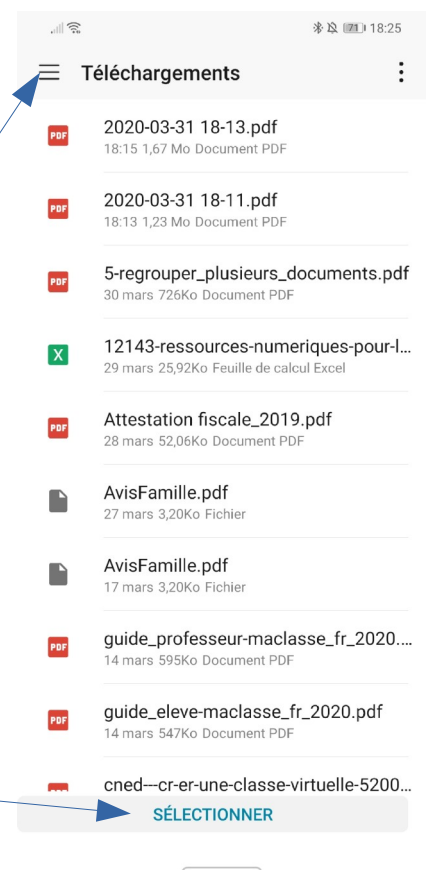 71 18:25
Téléchargements
PDF 2020-03-31 18-13.pdf
18:15 1,67 Mo Document PDF
PDF 2020-03-31 18-11.pdf
18:13 1,23 Mo Document PDF
PDF 5-regrouper_plusieurs_documents.pdf
30 mars 726Ko Document PDF
X 12143-ressources-numeriques-pour-l...
29 mars 25,92Ko Feuille de calcul Excel
PDF Attestation fiscale_2019.pdf
28 mars 52,06Ko Document PDF
AvisFamille.pdf
27 mars 3,20Ko Fichier
AvisFamille.pdf
17 mars 3,20Ko Fichier
PDF guide_professeur-maclasse_fr_2020....
14 mars 595Ko Document PDF
PDF guide_eleve-maclasse_fr_2020.pdf
14 mars 547Ko Document PDF
cned---cr-er-une-classe-virtuelle-5200...
SÉLECTIONNER